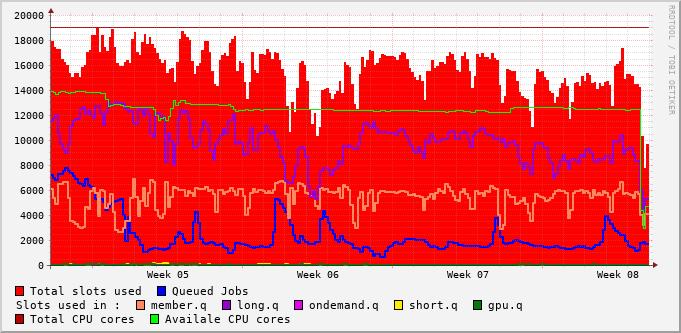 20000
18000
16000
14000
12000
10000
8000
6000
4000
2000
0
Week 05 Week 06 Week 07 Week 08
RRDTOOL / TOBI OETIKER
Total slots used Queued Jobs
Slots used in : member.q long.q ondemand.q short.q gpu.q
Total CPU cores Availale CPU cores